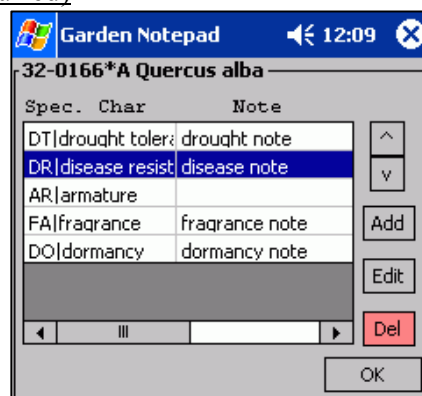 Garden Notepad 12:09
32-0166*A Quercus alba
Spec. Char Note
DT|drought tolera drought note
DR|disease resist disease note
AR|armature
FA|fragrance fragrance note
DO|dormancy dormancy note
^
v
Add
Edit
Del
OK